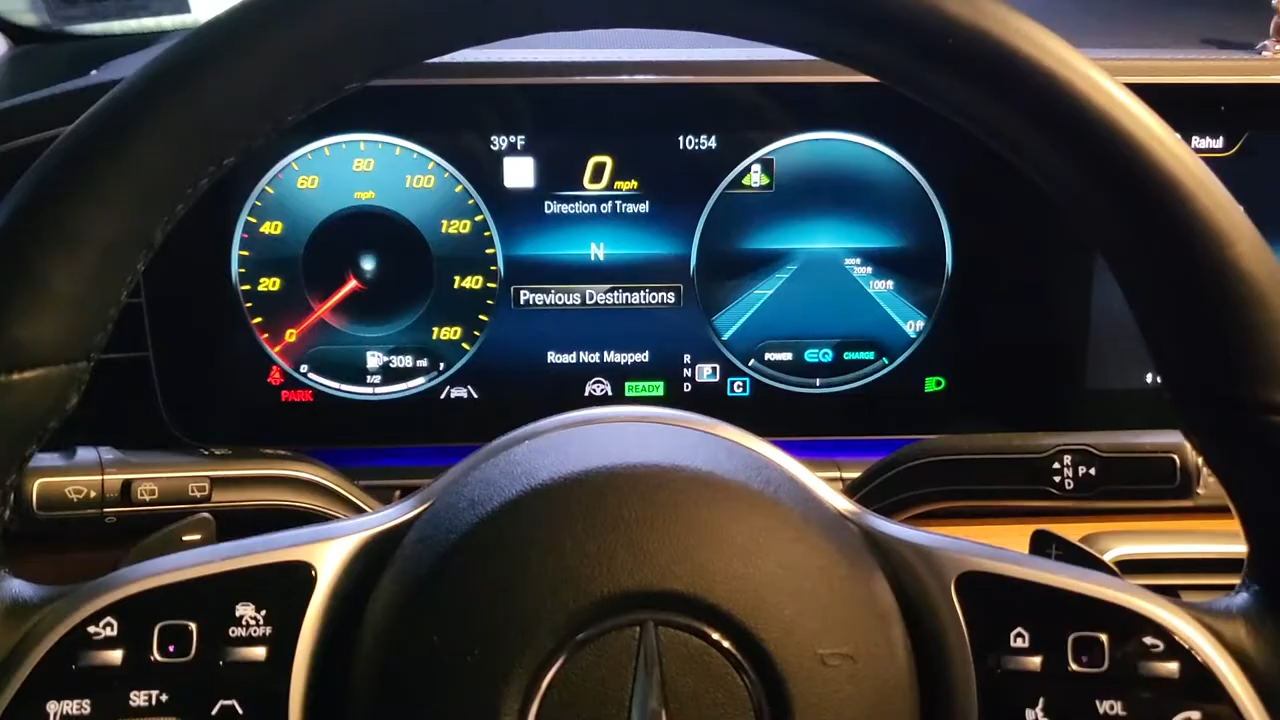 39°F
10:54
Rahul
0 mph
Direction of Travel
N
Previous Destinations
Road Not Mapped
mph
0
20
40
60
80
100
120
140
160
308 mi
0
1/2
1
PARK
READY
R
N
D
P
C
300 ft
200 ft
100 ft
0 ft
POWER
EQ
CHARGE
R
N P
D
ON/OFF
/RES
SET+
VOL